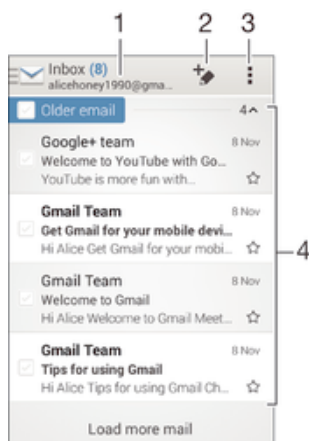 1 2 3
Inbox (8)
alicehoney1990@gma...
Older email 4
Google+ team 8 Nov
Welcome to YouTube with Go...
YouTube is more fun with...
Gmail Team 8 Nov
Get Gmail for your mobile devi...
Hi Alice Get Gmail for your mobi...
Gmail Team 8 Nov
Welcome to Gmail
Hi Alice Welcome to Gmail Meet...
4
Gmail Team 8 Nov
Tips for using Gmail
Hi Alice Tips for using Gmail Ch...
Load more mail